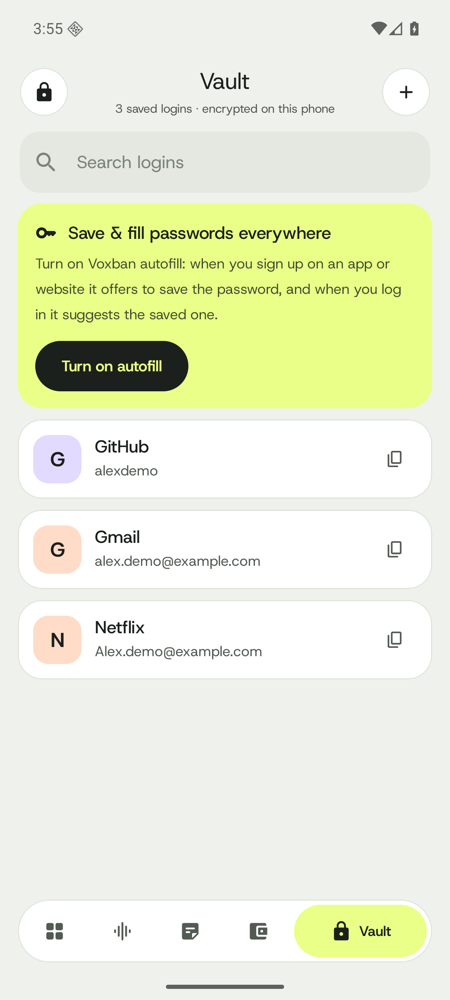 3:55
Vault
3 saved logins · encrypted on this phone
Search logins
Save & fill passwords everywhere
Turn on Voxban autofill: when you sign up on an app or
website it offers to save the password, and when you log
in it suggests the saved one.
Turn on autofill
G
GitHub
alexdemo
G
Gmail
alex.demo@example.com
N
Netflix
Alex.demo@example.com
Vault